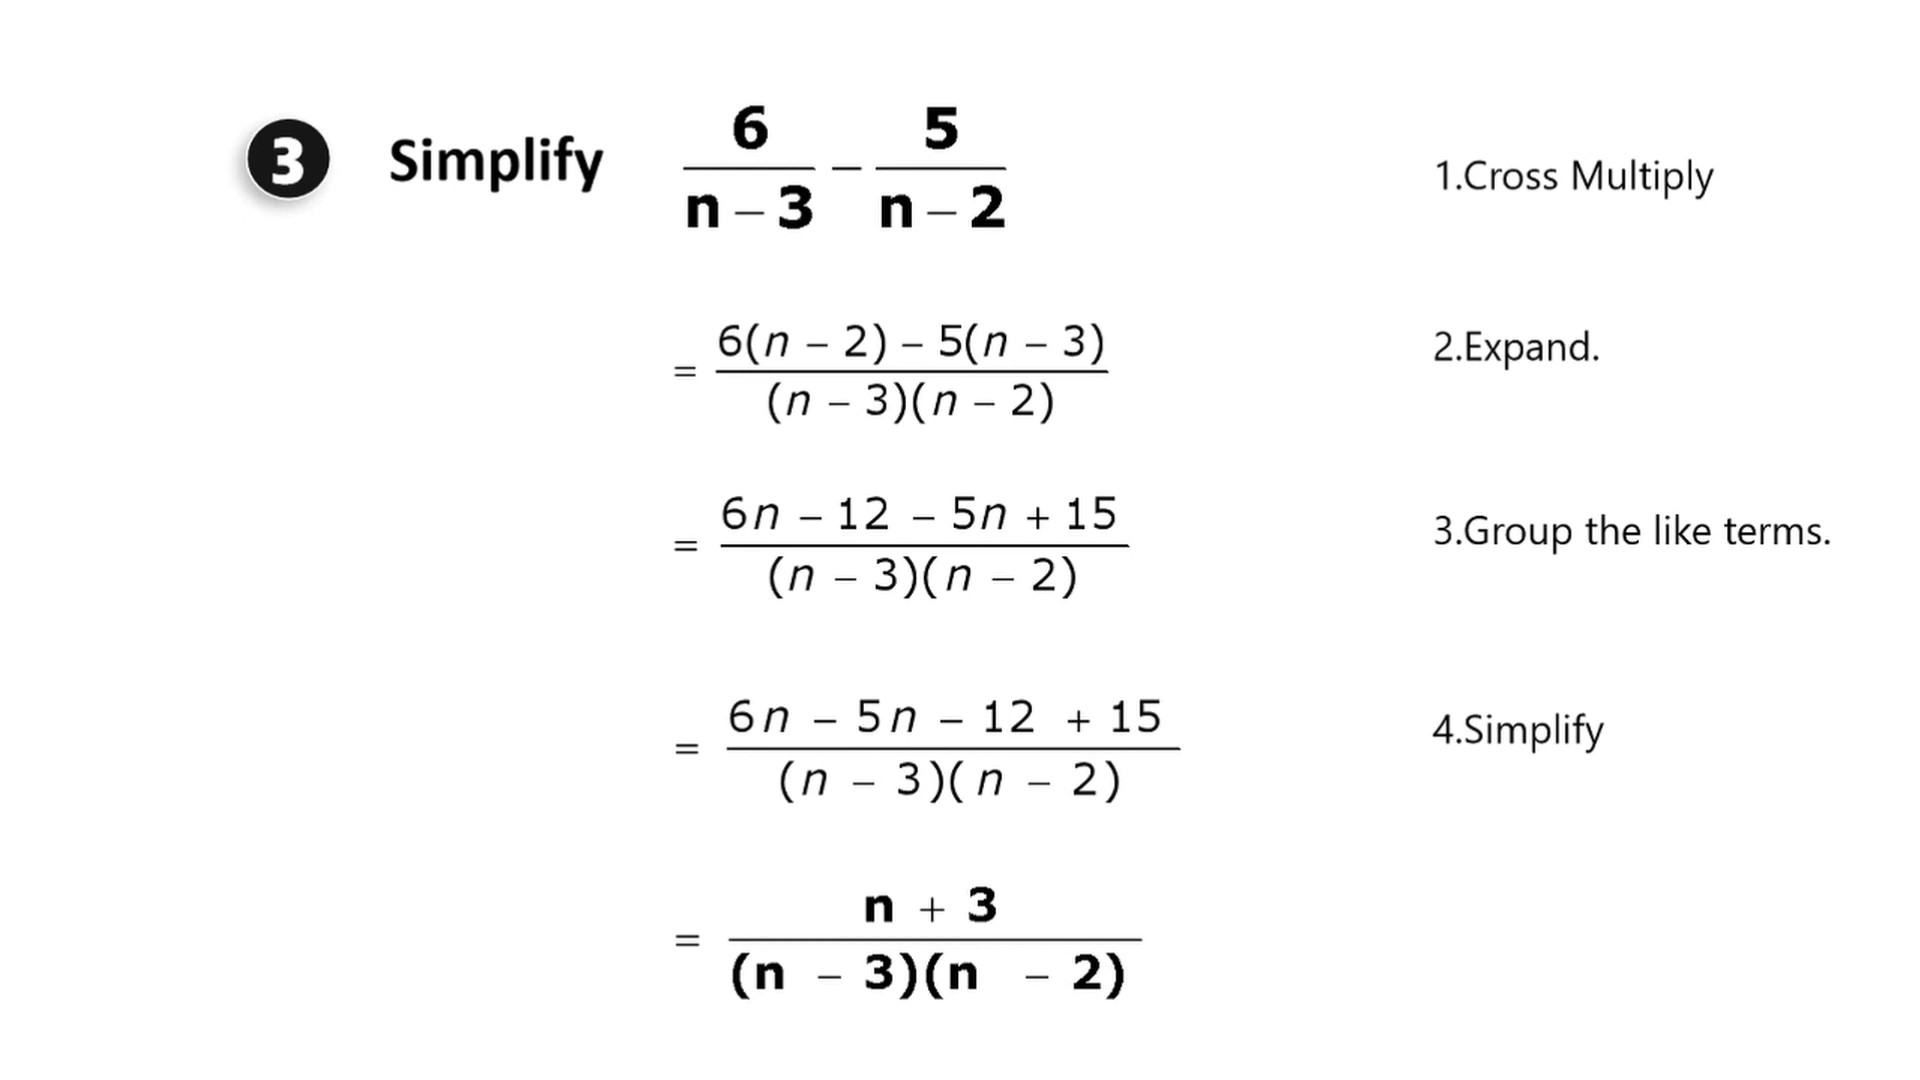 3 Simplify 6/(n – 3) – 5/(n – 2) 1.Cross Multiply
= (6(n – 2) – 5(n – 3))/((n – 3)(n – 2)) 2.Expand.
= (6n – 12 – 5n + 15)/((n – 3)(n – 2)) 3.Group the like terms.
= (6n – 5n – 12 + 15)/((n – 3)(n – 2)) 4.Simplify
= (n + 3)/((n – 3)(n – 2))